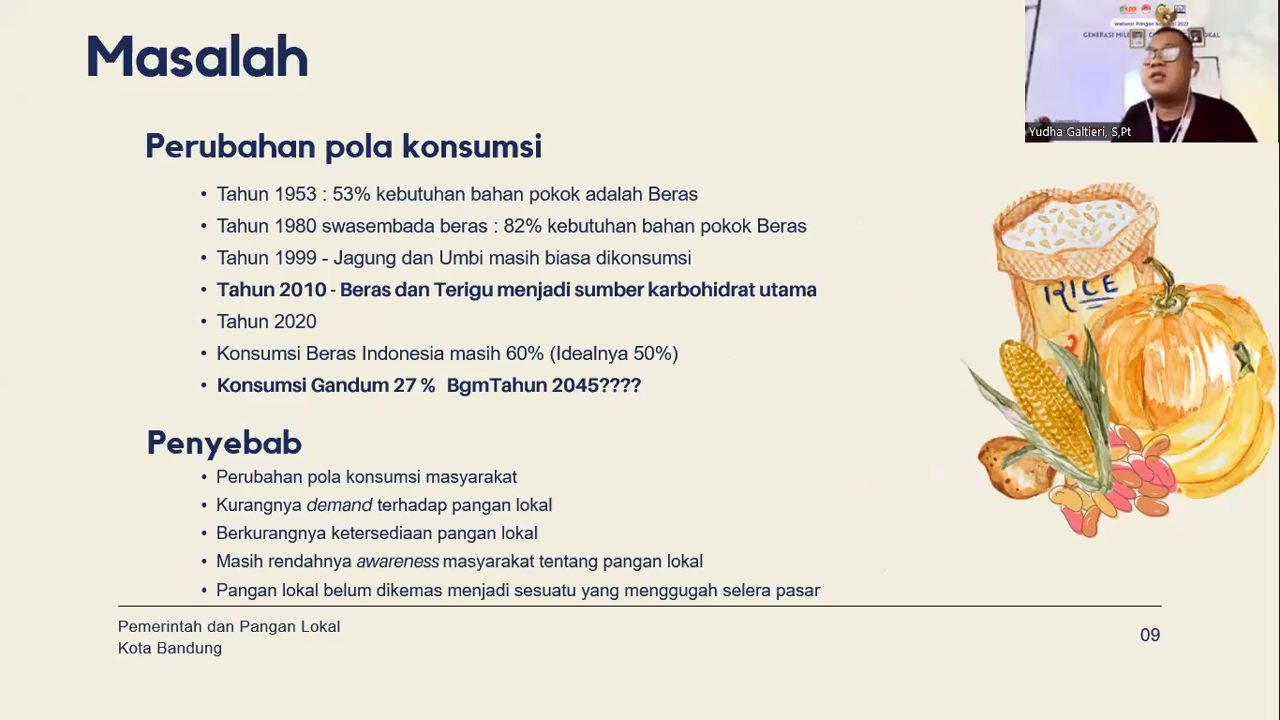 Masalah
Perubahan pola konsumsi
• Tahun 1953 : 53% kebutuhan bahan pokok adalah Beras
• Tahun 1980 swasembada beras : 82% kebutuhan bahan pokok Beras
• Tahun 1999 - Jagung dan Umbi masih biasa dikonsumsi
• Tahun 2010 - Beras dan Terigu menjadi sumber karbohidrat utama
• Tahun 2020
• Konsumsi Beras Indonesia masih 60% (Idealnya 50%)
• Konsumsi Gandum 27 % BgmTahun 2045????
Penyebab
• Perubahan pola konsumsi masyarakat
• Kurangnya demand terhadap pangan lokal
• Berkurangnya ketersediaan pangan lokal
• Masih rendahnya awareness masyarakat tentang pangan lokal
• Pangan lokal belum dikemas menjadi sesuatu yang menggugah selera pasar
Pemerintah dan Pangan Lokal
Kota Bandung
09
RICE
GENERASI
Yudha Galtieri, S,Pt